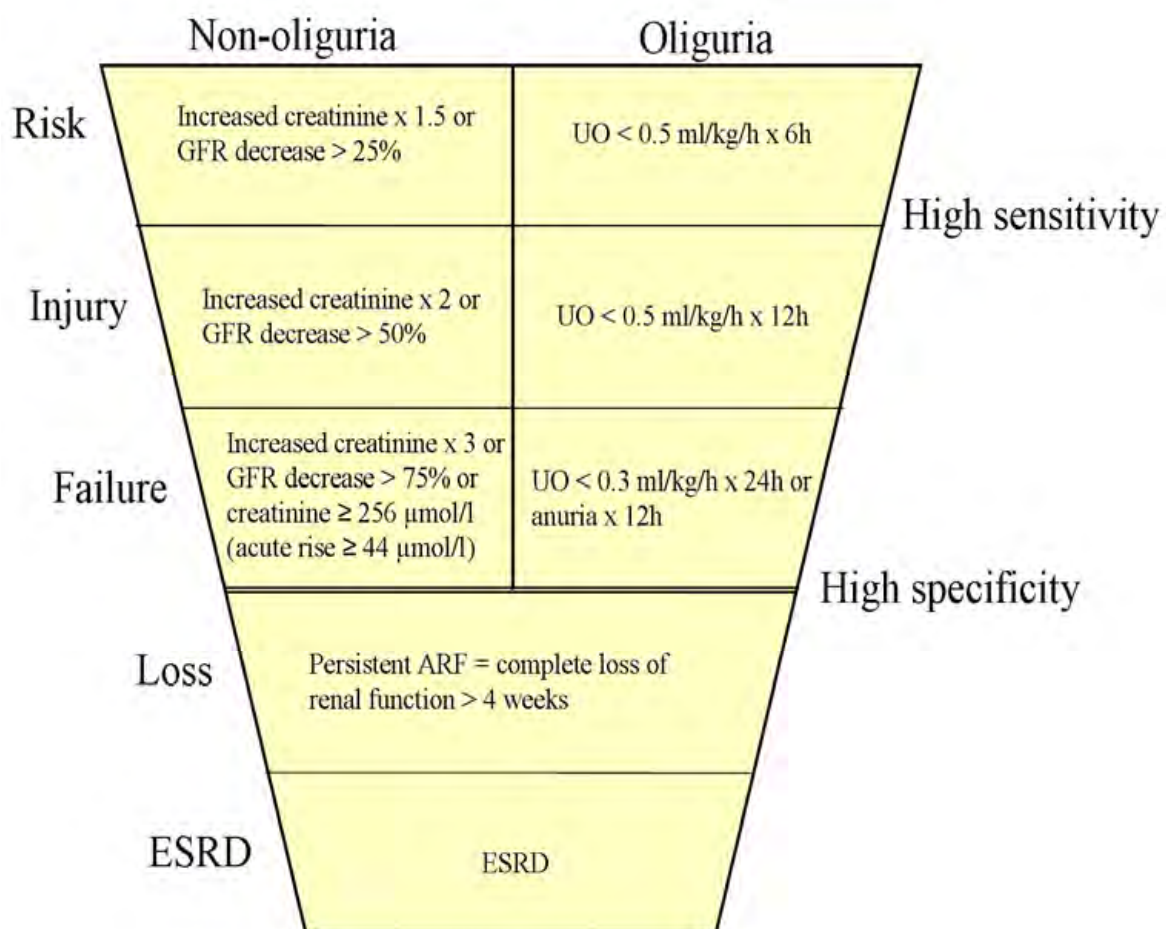 Non-oliguria
Oliguria
Risk
Increased creatinine x 1.5 or
GFR decrease > 25%
UO < 0.5 ml/kg/h x 6h
High sensitivity
Injury
Increased creatinine x 2 or
GFR decrease > 50%
UO < 0.5 ml/kg/h x 12h
Failure
Increased creatinine x 3 or
GFR decrease > 75% or
creatinine ≥ 256 µmol/l
(acute rise ≥ 44 µmol/l)
UO < 0.3 ml/kg/h x 24h or
anuria x 12h
High specificity
Loss
Persistent ARF = complete loss of
renal function > 4 weeks
ESRD
ESRD